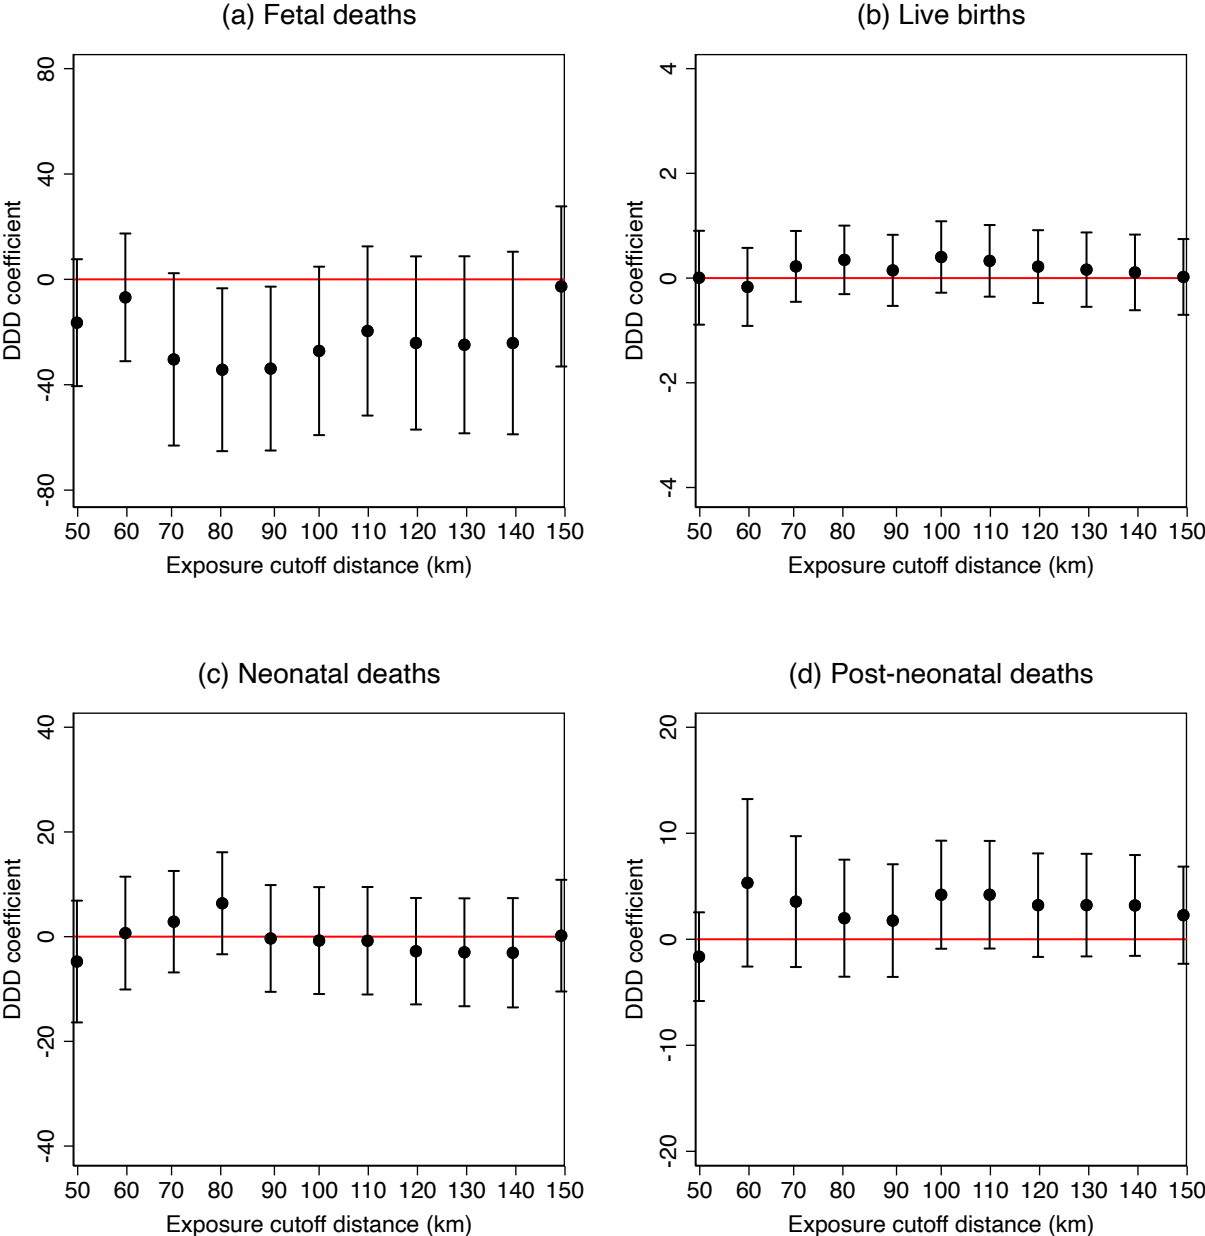 (a) Fetal deaths
DDD coefficient
80
40
0
-40
-80
50 60 70 80 90 100 110 120 130 140 150
Exposure cutoff distance (km)
(b) Live births
DDD coefficient
4
2
0
-2
-4
50 60 70 80 90 100 110 120 130 140 150
Exposure cutoff distance (km)
(c) Neonatal deaths
DDD coefficient
40
20
0
-20
-40
50 60 70 80 90 100 110 120 130 140 150
Exposure cutoff distance (km)
(d) Post-neonatal deaths
DDD coefficient
20
10
0
-10
-20
50 60 70 80 90 100 110 120 130 140 150
Exposure cutoff distance (km)